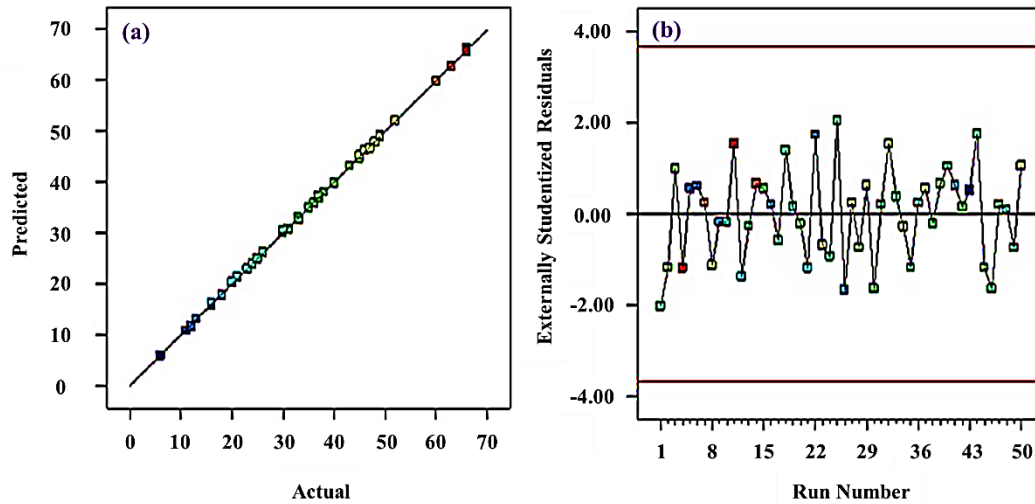 (a)
Predicted
70
60
50
40
30
20
10
0
0 10 20 30 40 50 60 70
Actual
(b)
Externally Studentized Residuals
4.00
2.00
0.00
-2.00
-4.00
1 8 15 22 29 36 43 50
Run Number